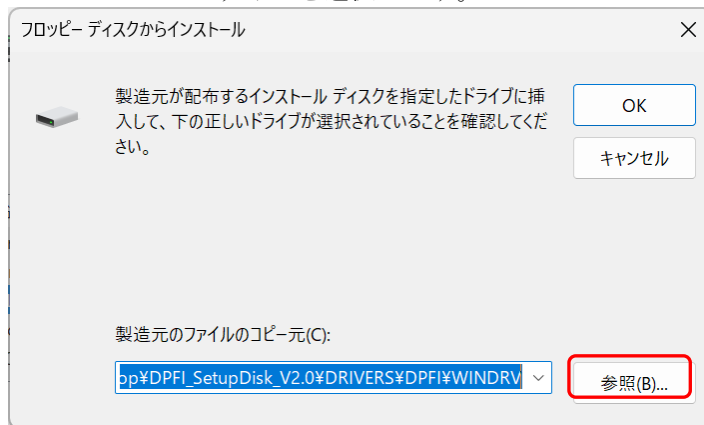 フロッピー ディスクからインストール
製造元が配布するインストール ディスクを指定したドライブに挿
入して、下の正しいドライブが選択されていることを確認してくだ
さい。
OK
キャンセル
製造元のファイルのコピー元(C):
op¥DPFI_SetupDisk_V2.0¥DRIVERS¥DPFI¥WINDRV
参照(B)...